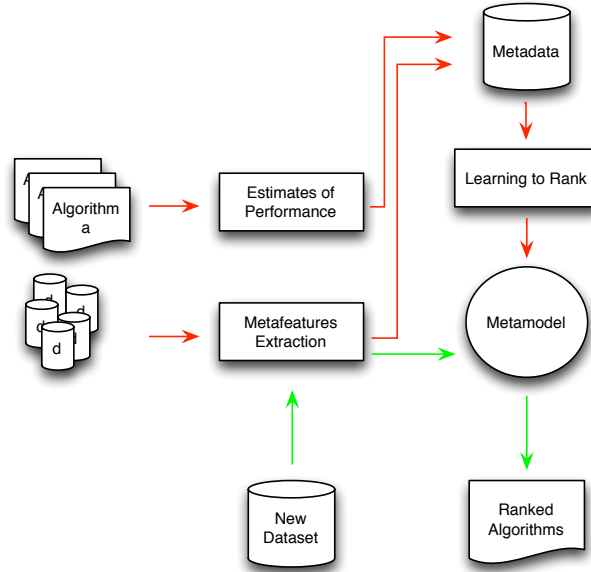 Metadata
Learning to Rank
A
A
Algorithm
a
Estimates of
Performance
d
d
d
d
d
Metafeatures
Extraction
Metamodel
New
Dataset
Ranked
Algorithms